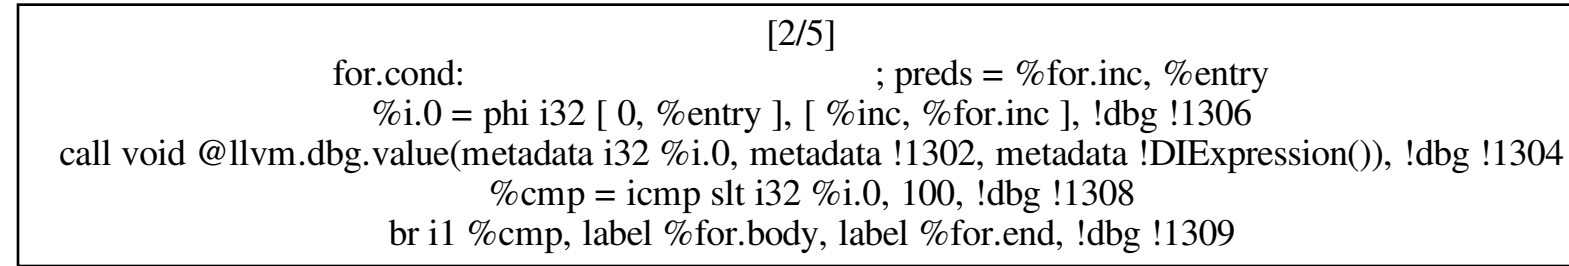 [2/5]
for.cond: ; preds = %for.inc, %entry
%i.0 = phi i32 [ 0, %entry ], [ %inc, %for.inc ], !dbg !1306
call void @llvm.dbg.value(metadata i32 %i.0, metadata !1302, metadata !DIExpression()), !dbg !1304
%cmp = icmp slt i32 %i.0, 100, !dbg !1308
br i1 %cmp, label %for.body, label %for.end, !dbg !1309